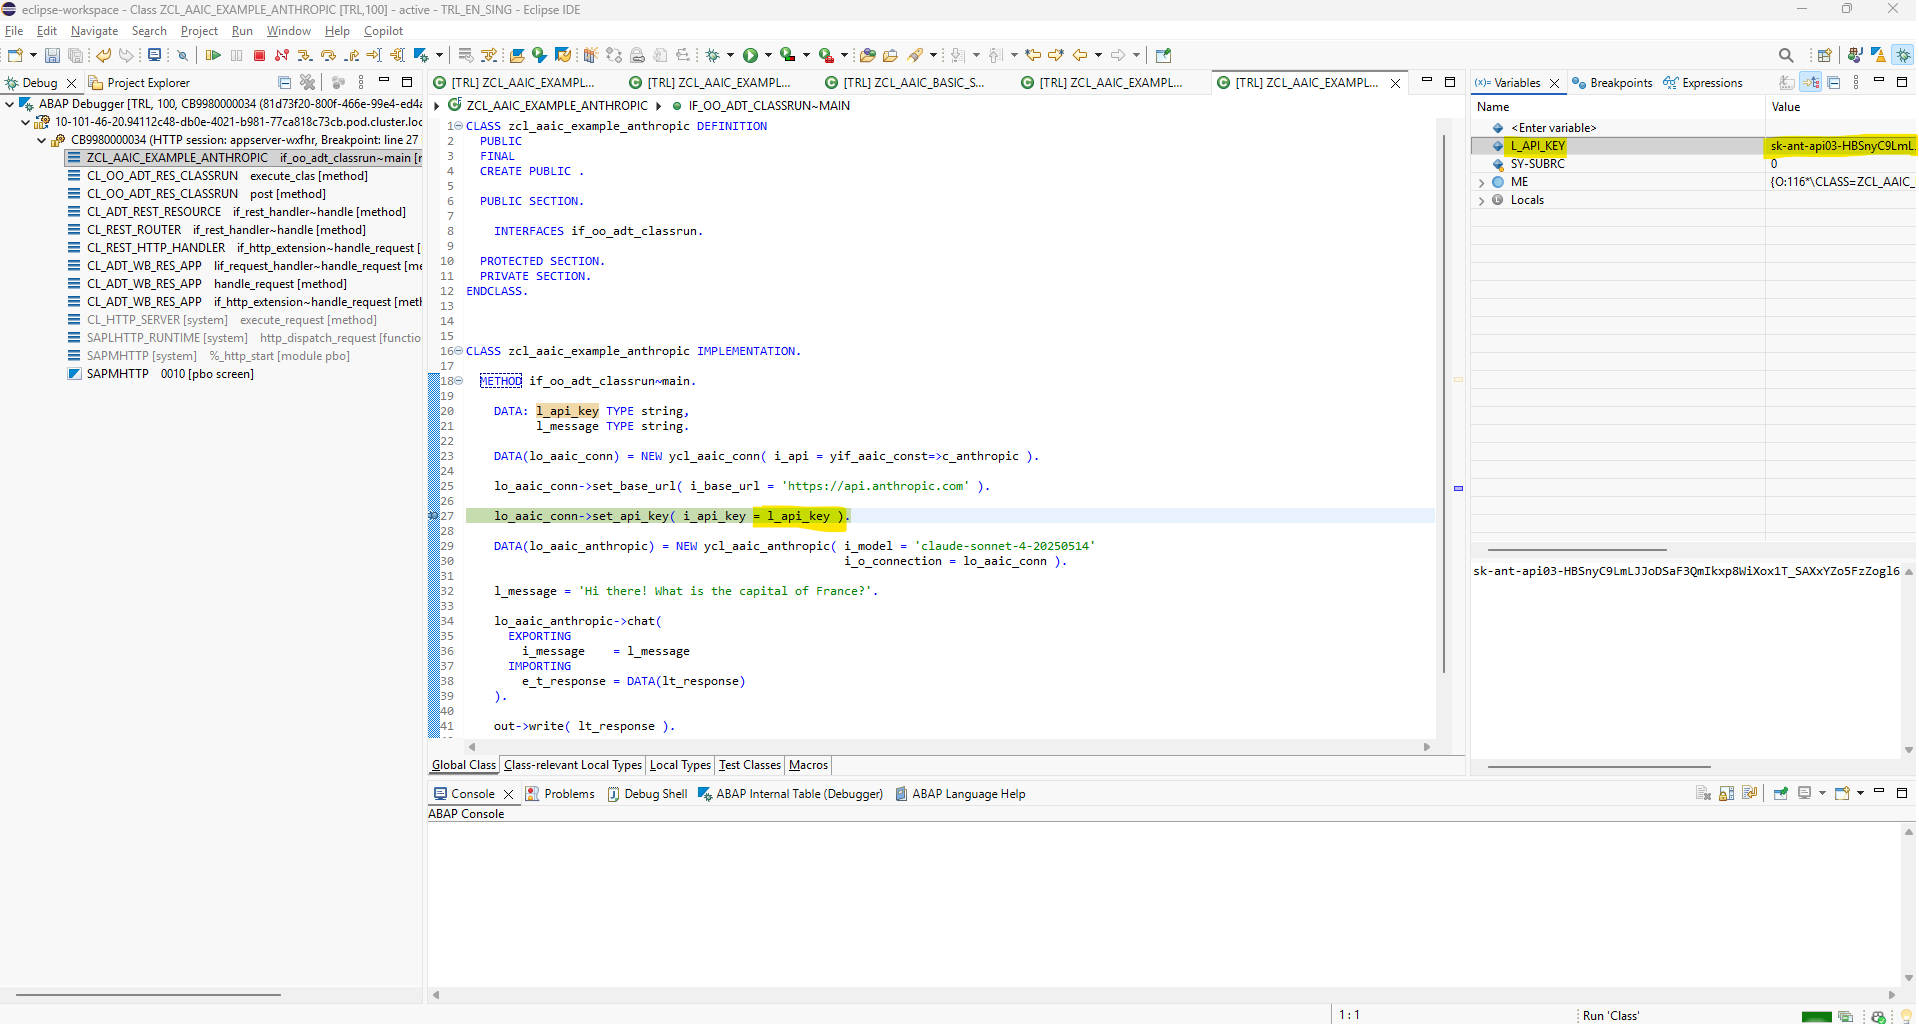 eclipse-workspace - Class ZCL_AAIC_EXAMPLE_ANTHROPIC [TRL,100] - active - TRL_EN_SING - Eclipse IDE
File Edit Navigate Search Project Run Window Help Copilot
Debug Project Explorer
ABAP Debugger [TRL, 100, CB9980000034 (81d73f20-800f-466e-99e4-ed4a
10-101-46-20.94112c48-db0e-4021-b981-77ca818c73cb.pod.cluster.loc
CB9980000034 (HTTP session: appserver-wxfhr, Breakpoint: line 27
ZCL_AAIC_EXAMPLE_ANTHROPIC if_oo_adt_classrun~main [r
CL_OO_ADT_RES_CLASSRUN execute_clas [method]
CL_OO_ADT_RES_CLASSRUN post [method]
CL_ADT_REST_RESOURCE if_rest_handler~handle [method]
CL_REST_ROUTER if_rest_handler~handle [method]
CL_REST_HTTP_HANDLER if_http_extension~handle_request [
CL_ADT_WB_RES_APP lif_request_handler~handle_request [me
CL_ADT_WB_RES_APP handle_request [method]
CL_ADT_WB_RES_APP if_http_extension~handle_request [meth
CL_HTTP_SERVER [system] execute_request [method]
SAPLHTTP_RUNTIME [system] http_dispatch_request [functio
SAPMHTTP [system] %_http_start [module pbo]
SAPMHTTP 0010 [pbo screen]
[TRL] ZCL_AAIC_EXAMPL... [TRL] ZCL_AAIC_EXAMPL... [TRL] ZCL_AAIC_BASIC_S... [TRL] ZCL_AAIC_EXAMPL... [TRL] ZCL_AAIC_EXAMPL...
ZCL_AAIC_EXAMPLE_ANTHROPIC IF_OO_ADT_CLASSRUN~MAIN
1 CLASS zcl_aaic_example_anthropic DEFINITION
2 PUBLIC
3 FINAL
4 CREATE PUBLIC .
5
6 PUBLIC SECTION.
7
8 INTERFACES if_oo_adt_classrun.
9
10 PROTECTED SECTION.
11 PRIVATE SECTION.
12 ENDCLASS.
13
14
15
16 CLASS zcl_aaic_example_anthropic IMPLEMENTATION.
17
18 METHOD if_oo_adt_classrun~main.
19
20 DATA: l_api_key TYPE string,
21 l_message TYPE string.
22
23 DATA(lo_aaic_conn) = NEW ycl_aaic_conn( i_api = yif_aaic_const=>c_anthropic ).
24
25 lo_aaic_conn->set_base_url( i_base_url = 'https://api.anthropic.com' ).
26
27 lo_aaic_conn->set_api_key( i_api_key = l_api_key ).
28
29 DATA(lo_aaic_anthropic) = NEW ycl_aaic_anthropic( i_model = 'claude-sonnet-4-20250514'
30 i_o_connection = lo_aaic_conn ).
31
32 l_message = 'Hi there! What is the capital of France?'.
33
34 lo_aaic_anthropic->chat(
35 EXPORTING
36 i_message = l_message
37 IMPORTING
38 e_t_response = DATA(lt_response)
39 ).
40
41 out->write( lt_response ).
Global Class Class-relevant Local Types Local Types Test Classes Macros
(x)= Variables Breakpoints Expressions
Name Value
<Enter variable>
L_API_KEY sk-ant-api03-HBSnyC9LmL.
SY-SUBRC 0
ME {O:116*\CLASS=ZCL_AAIC_
Locals
sk-ant-api03-HBSnyC9LmLJJoDSaF3QmIkxp8WiXox1T_SAXxYZo5FzZogl6
Console Problems Debug Shell ABAP Internal Table (Debugger) ABAP Language Help
ABAP Console
1 : 1
Run 'Class'